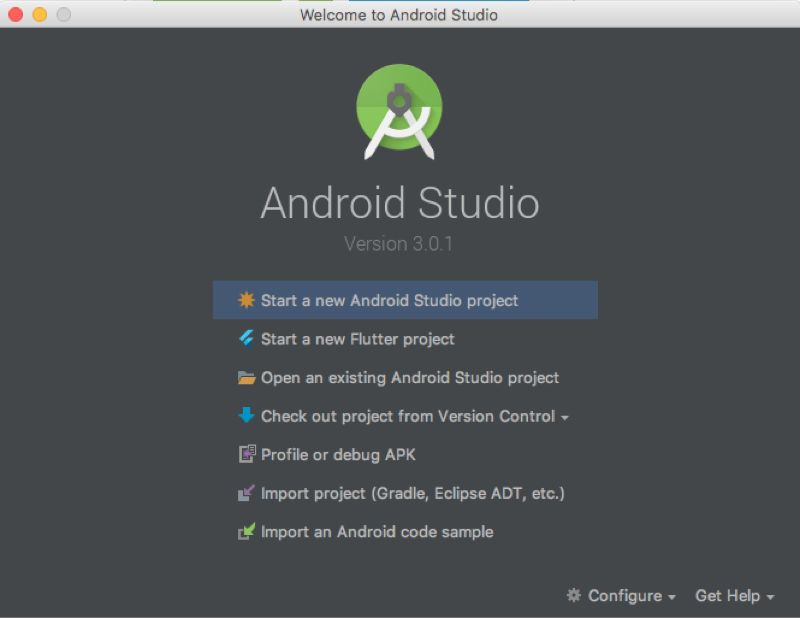 Welcome to Android Studio
Android Studio
Version 3.0.1
Start a new Android Studio project
Start a new Flutter project
Open an existing Android Studio project
Check out project from Version Control
Profile or debug APK
Import project (Gradle, Eclipse ADT, etc.)
Import an Android code sample
Configure Get Help